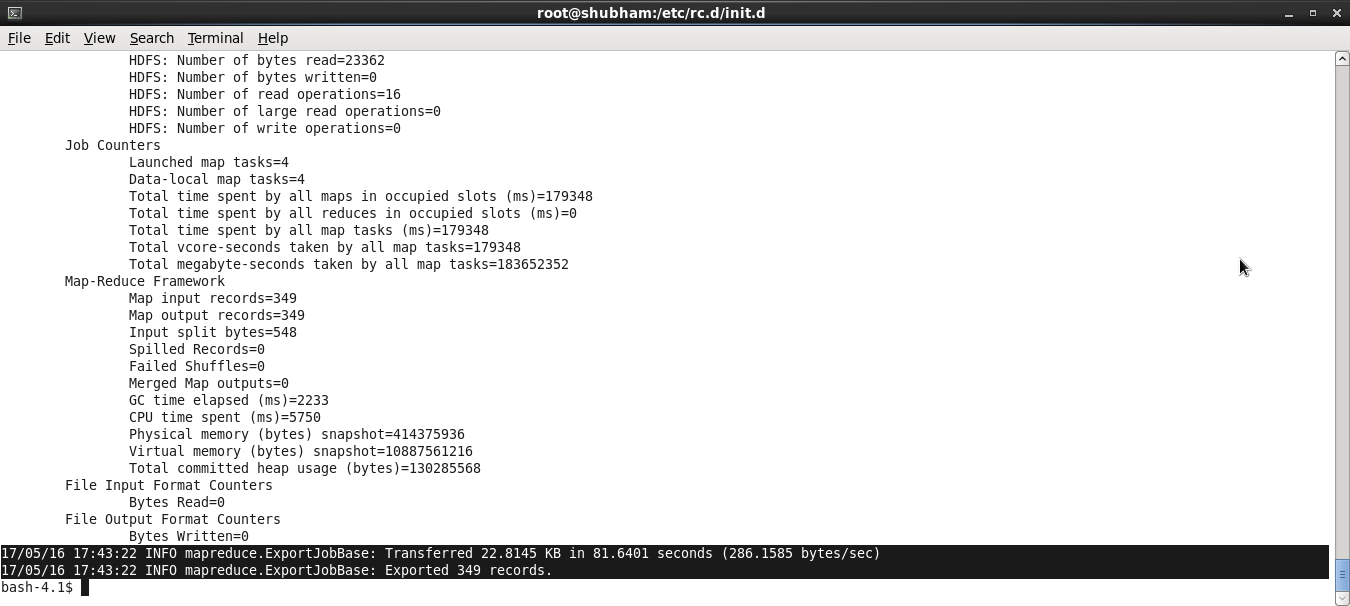 root@shubham:/etc/rc.d/init.d
File Edit View Search Terminal Help
HDFS: Number of bytes read=23362
HDFS: Number of bytes written=0
HDFS: Number of read operations=16
HDFS: Number of large read operations=0
HDFS: Number of write operations=0
Job Counters
Launched map tasks=4
Data-local map tasks=4
Total time spent by all maps in occupied slots (ms)=179348
Total time spent by all reduces in occupied slots (ms)=0
Total time spent by all map tasks (ms)=179348
Total vcore-seconds taken by all map tasks=179348
Total megabyte-seconds taken by all map tasks=183652352
Map-Reduce Framework
Map input records=349
Map output records=349
Input split bytes=548
Spilled Records=0
Failed Shuffles=0
Merged Map outputs=0
GC time elapsed (ms)=2233
CPU time spent (ms)=5750
Physical memory (bytes) snapshot=414375936
Virtual memory (bytes) snapshot=10887561216
Total committed heap usage (bytes)=130285568
File Input Format Counters
Bytes Read=0
File Output Format Counters
Bytes Written=0
17/05/16 17:43:22 INFO mapreduce.ExportJobBase: Transferred 22.8145 KB in 81.6401 seconds (286.1585 bytes/sec)
17/05/16 17:43:22 INFO mapreduce.ExportJobBase: Exported 349 records.
bash-4.1$